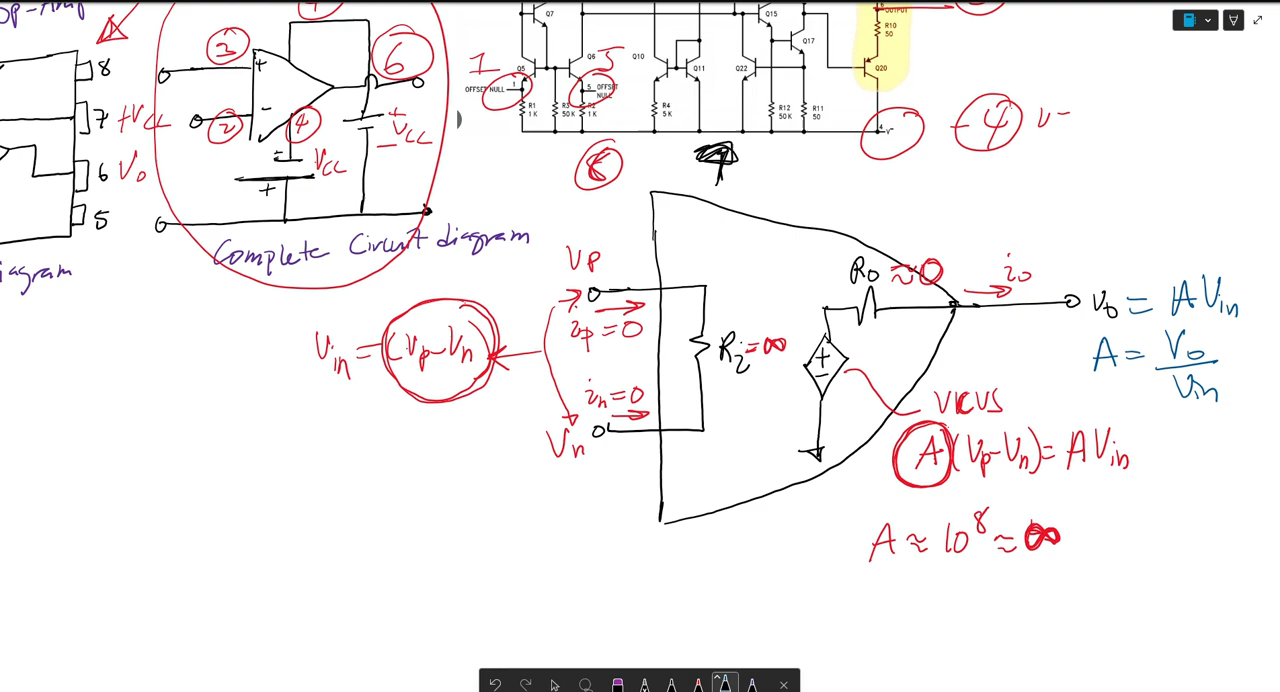 Op-Amp
8
7 +Vcc
6 Vo
5
iagram
3
+
2
-
4
6
+
Vcc
-
Vcc
+
Complete Circuit diagram
Q7
Q15
OUTPUT
R10
50
1
5
Q5
Q6
Q10
Q11
Q22
Q17
Q20
OFFSET NULL
1
5 OFFSET
NULL
R1
1K
R3
50K
R2
1K
R4
5K
R12
50K
R11
50
4 V-
-4 V-
8
Vp
ip=0
Vin = (Vp-Vn)
in=0
Vn
Ri=∞
Ro ≈0
io
+
-
VCVS
Vo = AVin
A = Vo
Vin
A(Vp-Vn)= AVin
A ≈ 10^8 ≈ ∞